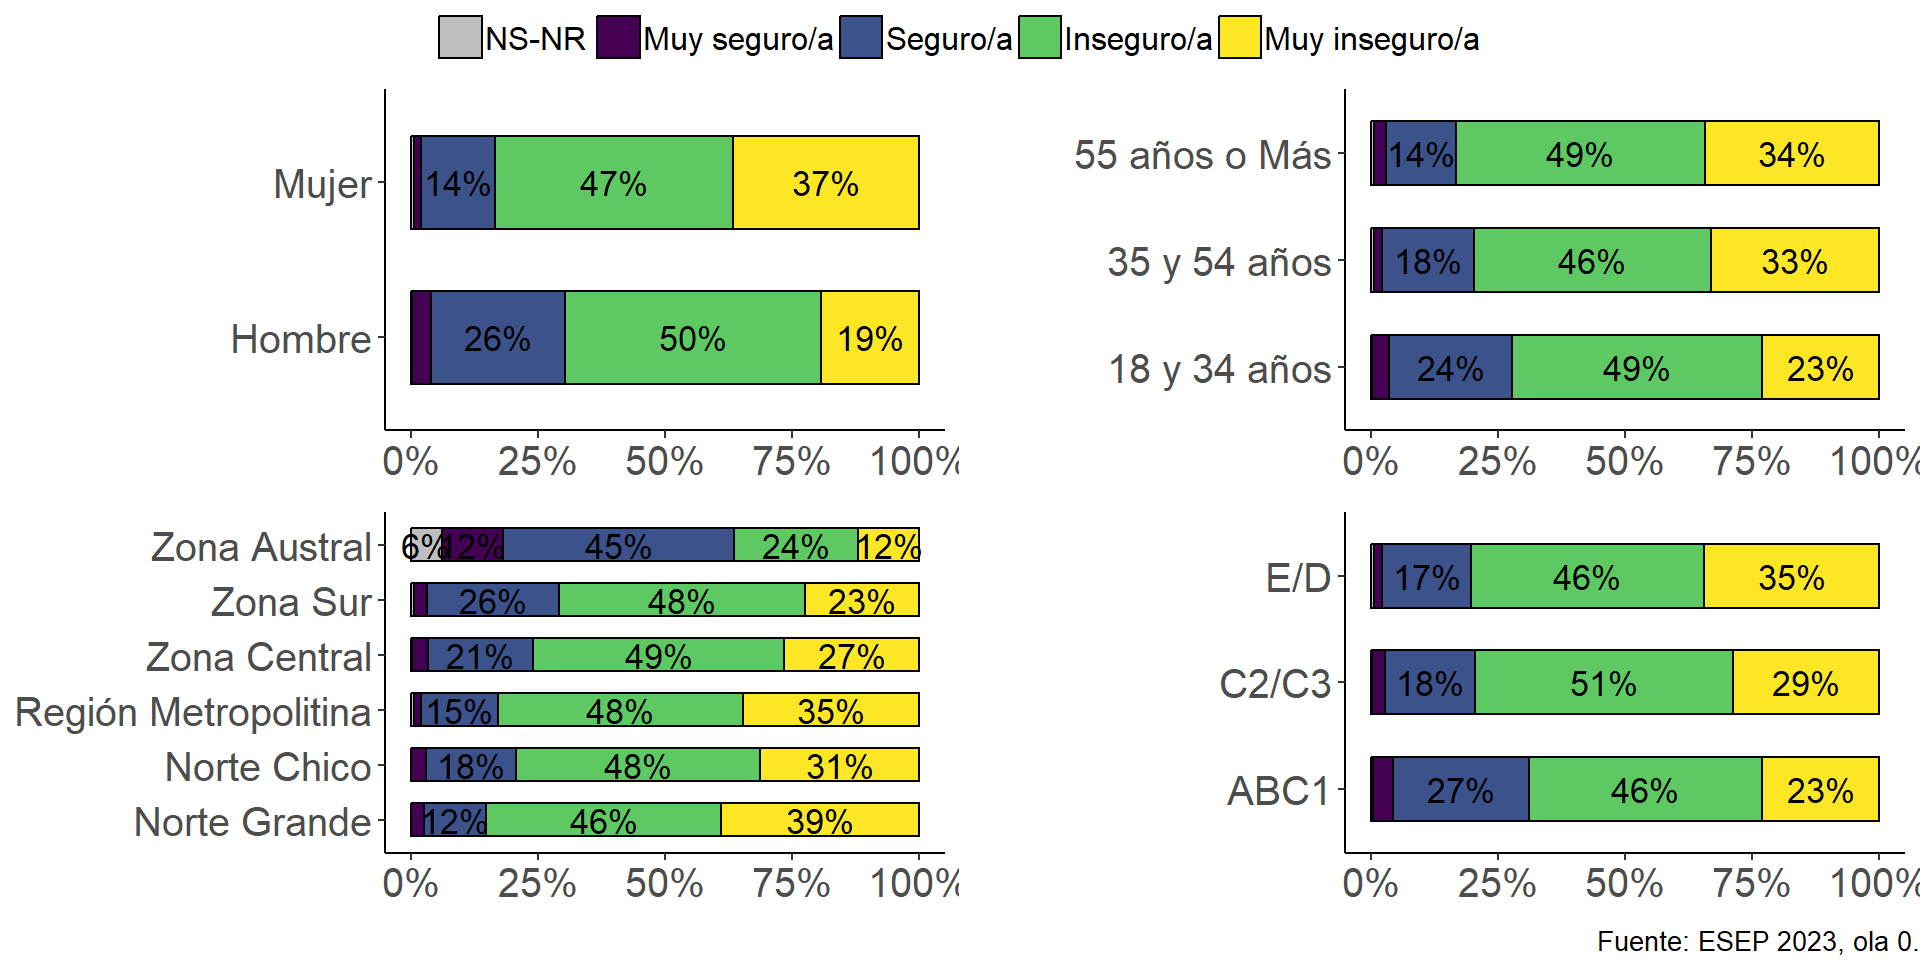 NS-NR Muy seguro/a Seguro/a Inseguro/a Muy inseguro/a
Mujer 14% 47% 37%
Hombre 26% 50% 19%
0% 25% 50% 75% 100%
55 años o Más 14% 49% 34%
35 y 54 años 18% 46% 33%
18 y 34 años 24% 49% 23%
0% 25% 50% 75% 100%
Zona Austral 6% 12% 45% 24% 12%
Zona Sur 26% 48% 23%
Zona Central 21% 49% 27%
Región Metropolitina 15% 48% 35%
Norte Chico 18% 48% 31%
Norte Grande 12% 46% 39%
0% 25% 50% 75% 100%
E/D 17% 46% 35%
C2/C3 18% 51% 29%
ABC1 27% 46% 23%
0% 25% 50% 75% 100%
Fuente: ESEP 2023, ola 0.